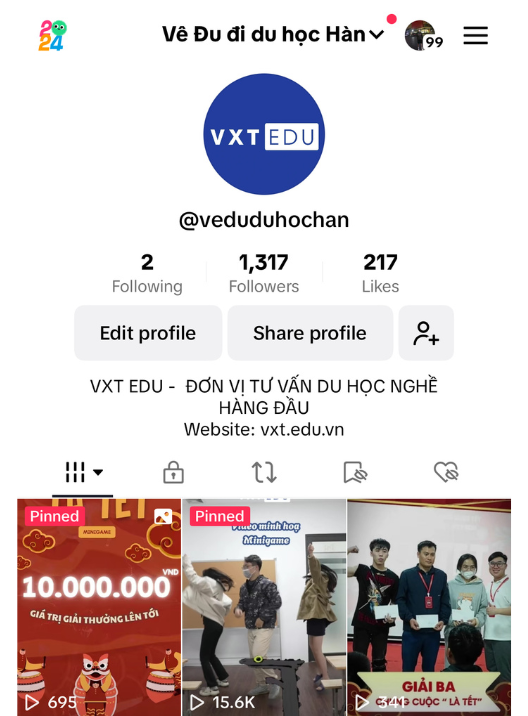 2024
Vê Đu đi du học Hàn
99
VXT EDU
@veduduhochan
2
1,317
217
Following
Followers
Likes
Edit profile
Share profile
VXT EDU - ĐƠN VỊ TƯ VẤN DU HỌC NGHỀ
HÀNG ĐẦU
Website: vxt.edu.vn
Pinned
TẾT
MINIGAME
10.000.000
VND
GIÁ TRỊ GIẢI THƯỞNG LÊN TỚI
695
Pinned
Video minh hoạ
Minigame
15.6K
GIẢI BA
CHUNG CUỘC “ LÀ TẾT”
341